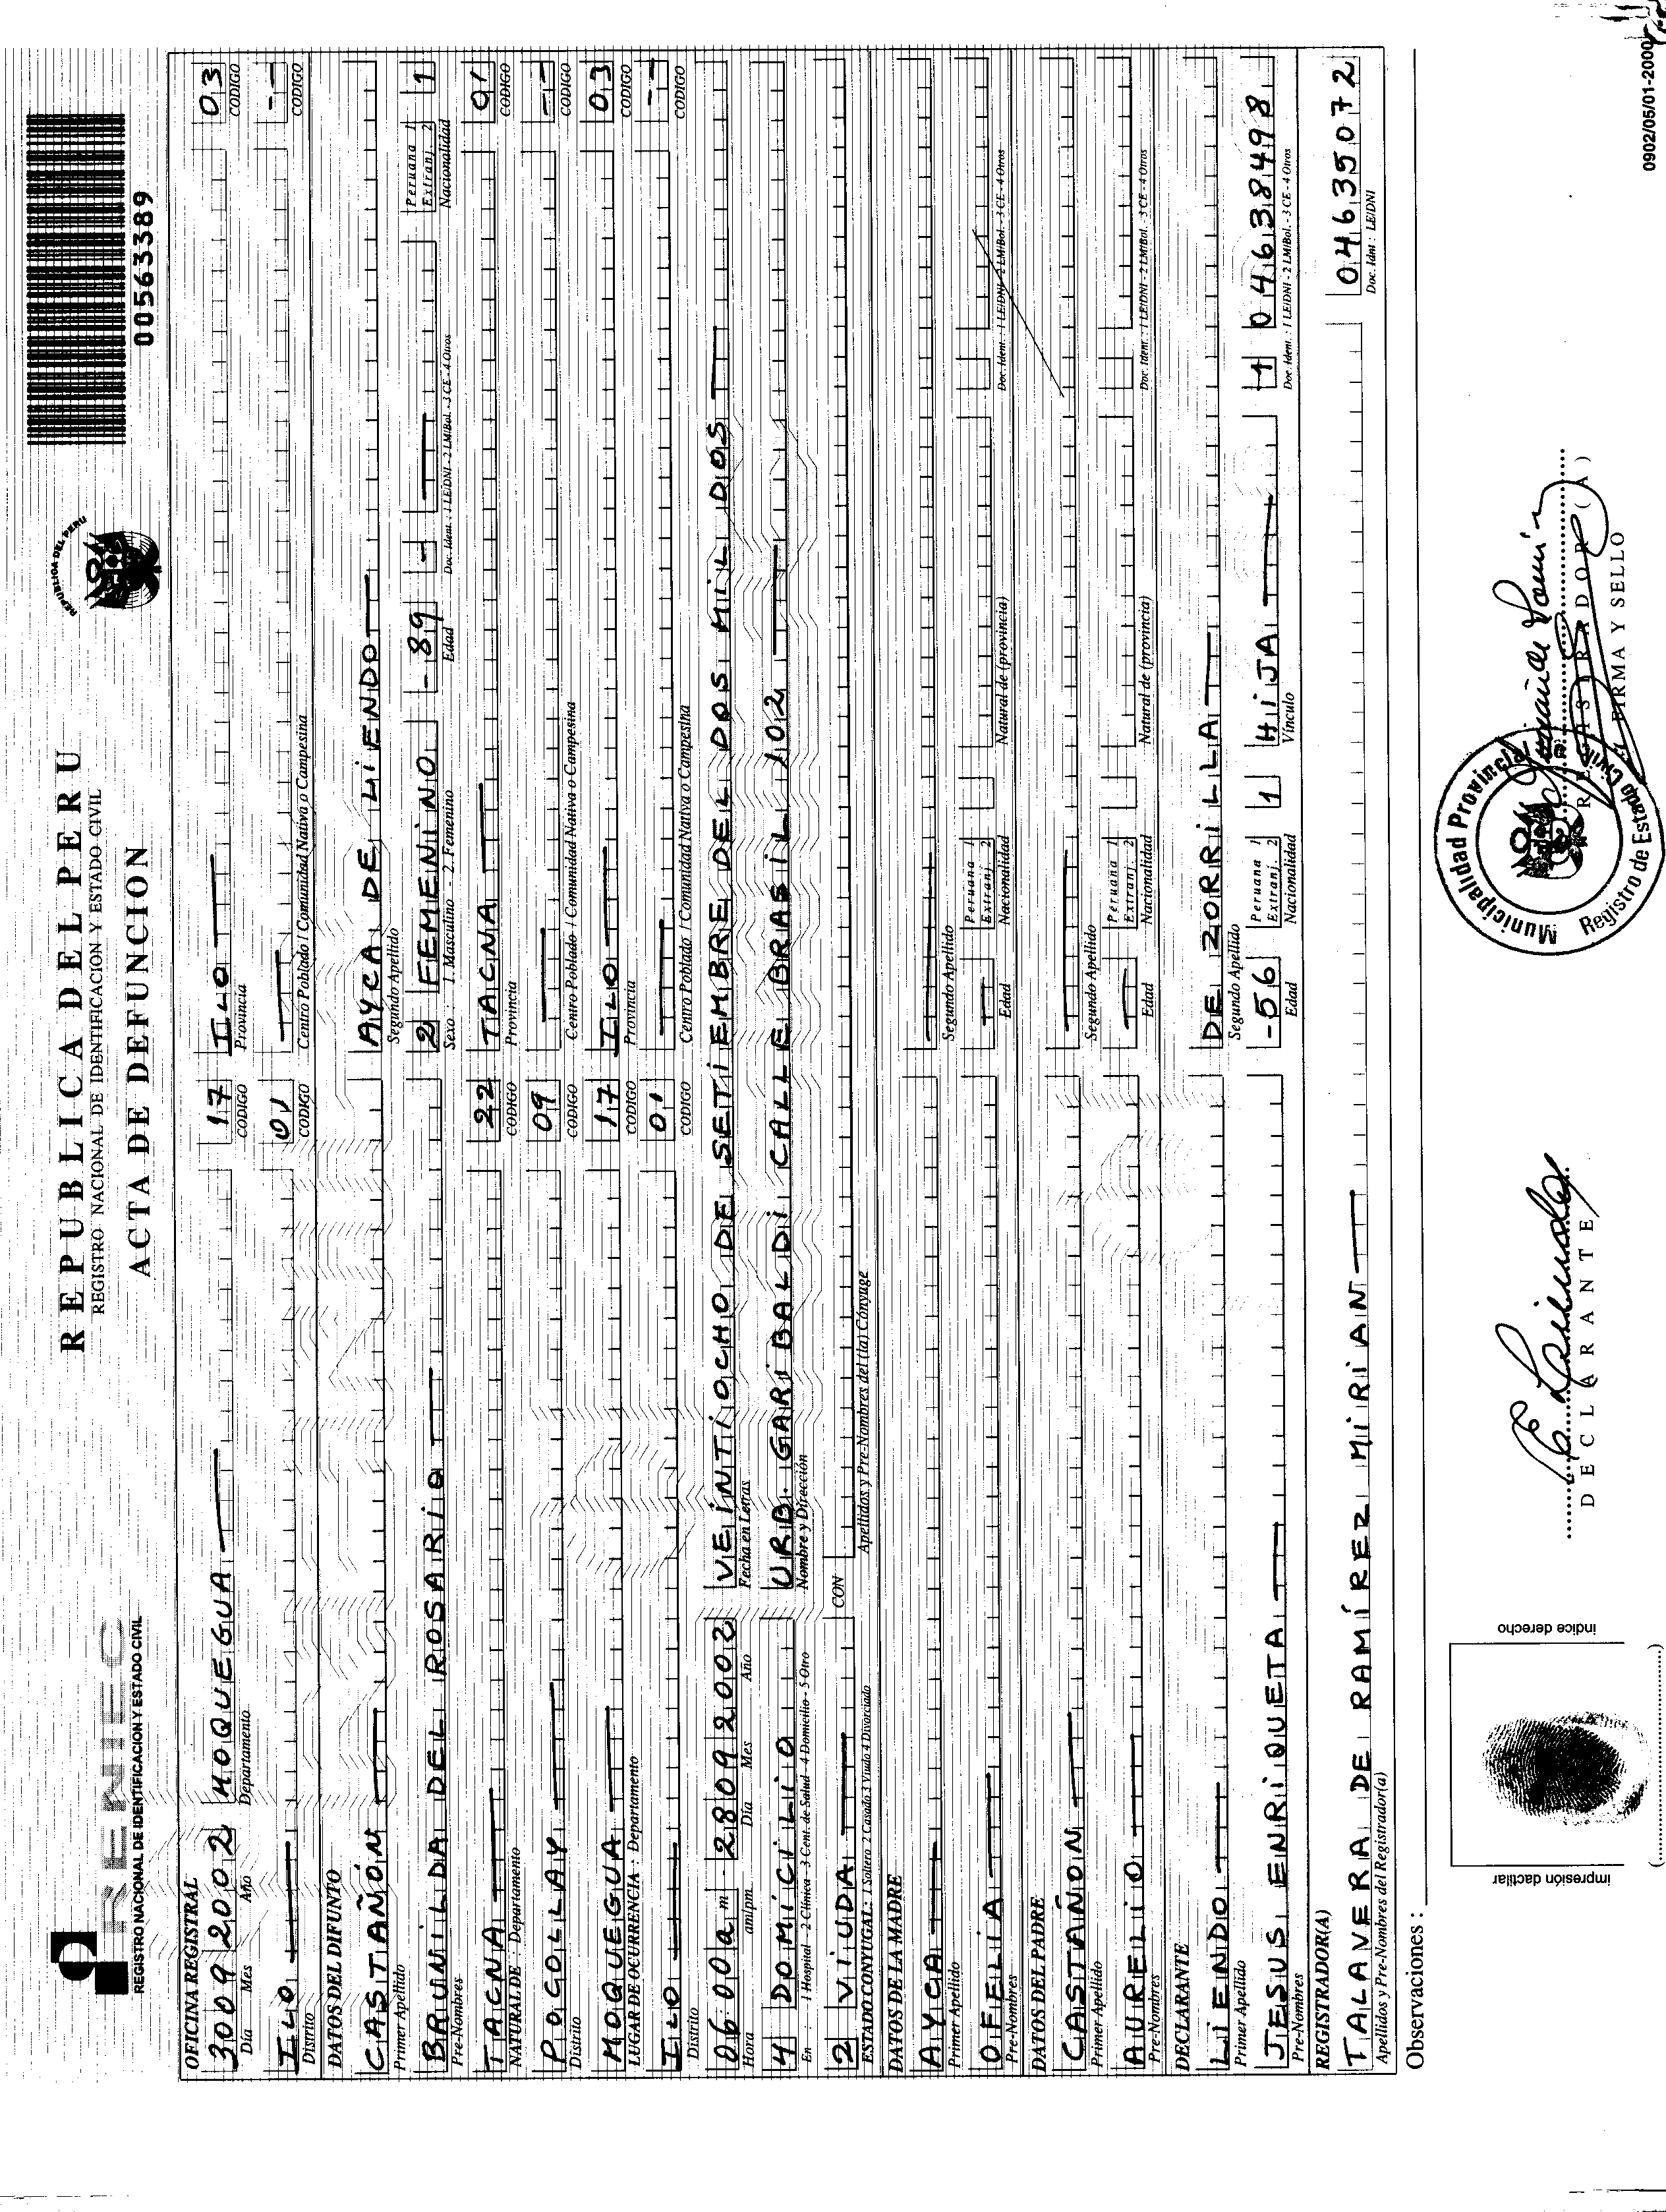 RENIEC
REGISTRO NACIONAL DE IDENTIFICACION Y ESTADO CIVIL
REPUBLICA DEL PERU
REGISTRO NACIONAL DE IDENTIFICACION Y ESTADO CIVIL
ACTA DE DEFUNCION
REPUBLICA DEL PERU
00563389
OFICINA REGISTRAL
30 09 2002 MOQUEGUA 17 ILO 03
Día Mes Año Departamento CODIGO Provincia CODIGO
ILO 01 --
Distrito CODIGO Centro Poblado / Comunidad Nativa o Campesina CODIGO
DATOS DEL DIFUNTO
CASTAÑÓN AYCA DE LIENDO
Primer Apellido Segundo Apellido
BRUNILDA DEL ROSARIO 2 FEMENINO -89 - Peruana 1 Extranj. 2 1
Pre-Nombres Sexo : 1. Masculino - 2. Femenino Edad Doc. Ident. : 1 LE/DNI - 2 LM/Bol. - 3 CE - 4 Otros Nacionalidad
TACNA 22 TACNA 01
NATURAL DE : Departamento CODIGO Provincia CODIGO
POCOLLAY 09 --
Distrito CODIGO Centro Poblado / Comunidad Nativa o Campesina CODIGO
MOQUEGUA 17 ILO 03
LUGAR DE OCURRENCIA : Departamento CODIGO Provincia CODIGO
ILO 01 --
Distrito CODIGO Centro Poblado / Comunidad Nativa o Campesina CODIGO
06:00 a m - 28 09 2002 VEINTIOCHO DE SETIEMBRE DEL DOS MIL DOS
Hora am/pm Día Mes Año Fecha en Letras
4 DOMICILIO URB. GARIBALDI CALLE BRASIL 102
En : 1 Hospital - 2 Clínica - 3 Cent. de Salud - 4 Domicilio - 5 Otro Nombre y Dirección
2 VIUDA CON
ESTADO CONYUGAL: 1 Soltero 2 Casado 3 Viudo 4 Divorciado Apellidos y Pre-Nombres del (la) Cónyuge
DATOS DE LA MADRE
AYCA
Primer Apellido Segundo Apellido
OFELIA Peruana 1 Extranj. 2
Pre-Nombres Edad Nacionalidad Natural de (provincia) Doc. Ident. : 1 LE/DNI - 2 LM/Bol. - 3 CE - 4 Otros
DATOS DEL PADRE
CASTAÑON
Primer Apellido Segundo Apellido
AURELIO Peruana 1 Extranj. 2
Pre-Nombres Edad Nacionalidad Natural de (provincia) Doc. Ident. : 1 LE/DNI - 2 LM/Bol. - 3 CE - 4 Otros
DECLARANTE
LIENDO DE ZORRILLA
Primer Apellido Segundo Apellido
JESUS ENRIQUETA -56 Peruana 1 Extranj. 2 1 HIJA 1 04638498
Pre-Nombres Edad Nacionalidad Vínculo Doc. Ident. : 1 LE/DNI - 2 LM/Bol. - 3 CE - 4 Otros
REGISTRADOR(A)
TALAVERA DE RAMÍREZ MIRIAN 04635072
Apellidos y Pre-Nombres del Registrador(a) Doc. Idnt : LE/DNI
Observaciones :
impresión dactilar
indice derecho
DECLARANTE
Municipalidad Provincial
Registro de Estado Civil
REGISTRADOR (A)
FIRMA Y SELLO
0902/05/01-2000